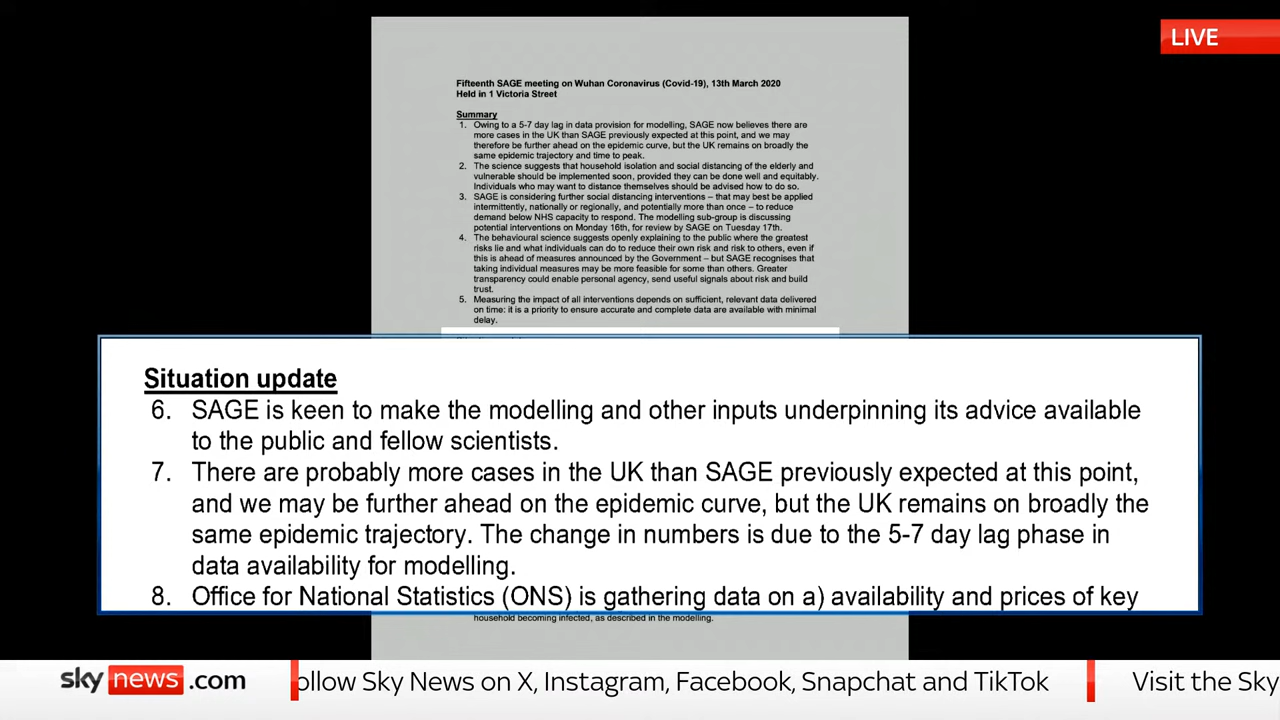 LIVE
Fifteenth SAGE meeting on Wuhan Coronavirus (Covid-19), 13th March 2020
Held in 1 Victoria Street
Summary
1. Owing to a 5-7 day lag in data provision for modelling, SAGE now believes there are
more cases in the UK than SAGE previously expected at this point, and we may
therefore be further ahead on the epidemic curve, but the UK remains on broadly the
same epidemic trajectory and time to peak.
2. The science suggests that household isolation and social distancing of the elderly and
vulnerable should be implemented soon, provided they can be done well and equitably.
Individuals who may want to distance themselves should be advised how to do so.
3. SAGE is considering further social distancing interventions – that may best be applied
intermittently, nationally or regionally, and potentially more than once – to reduce
demand below NHS capacity to respond. The modelling sub-group is discussing
potential interventions on Monday 16th, for review by SAGE on Tuesday 17th.
4. The behavioural science suggests openly explaining to the public where the greatest
risks lie and what individuals can do to reduce their own risk and risk to others, even if
this is ahead of measures announced by the Government – but SAGE recognises that
taking individual measures may be more feasible for some than others. Greater
transparency could enable personal agency, send useful signals about risk and build
trust.
5. Measuring the impact of all interventions depends on sufficient, relevant data delivered
on time: it is a priority to ensure accurate and complete data are available with minimal
delay.
Situation update
6. SAGE is keen to make the modelling and other inputs underpinning its advice available
to the public and fellow scientists.
7. There are probably more cases in the UK than SAGE previously expected at this point,
and we may be further ahead on the epidemic curve, but the UK remains on broadly the
same epidemic trajectory. The change in numbers is due to the 5-7 day lag phase in
data availability for modelling.
8. Office for National Statistics (ONS) is gathering data on a) availability and prices of key
household becoming infected, as described in the modelling.
sky news.com
ollow Sky News on X, Instagram, Facebook, Snapchat and TikTok
Visit the Sky